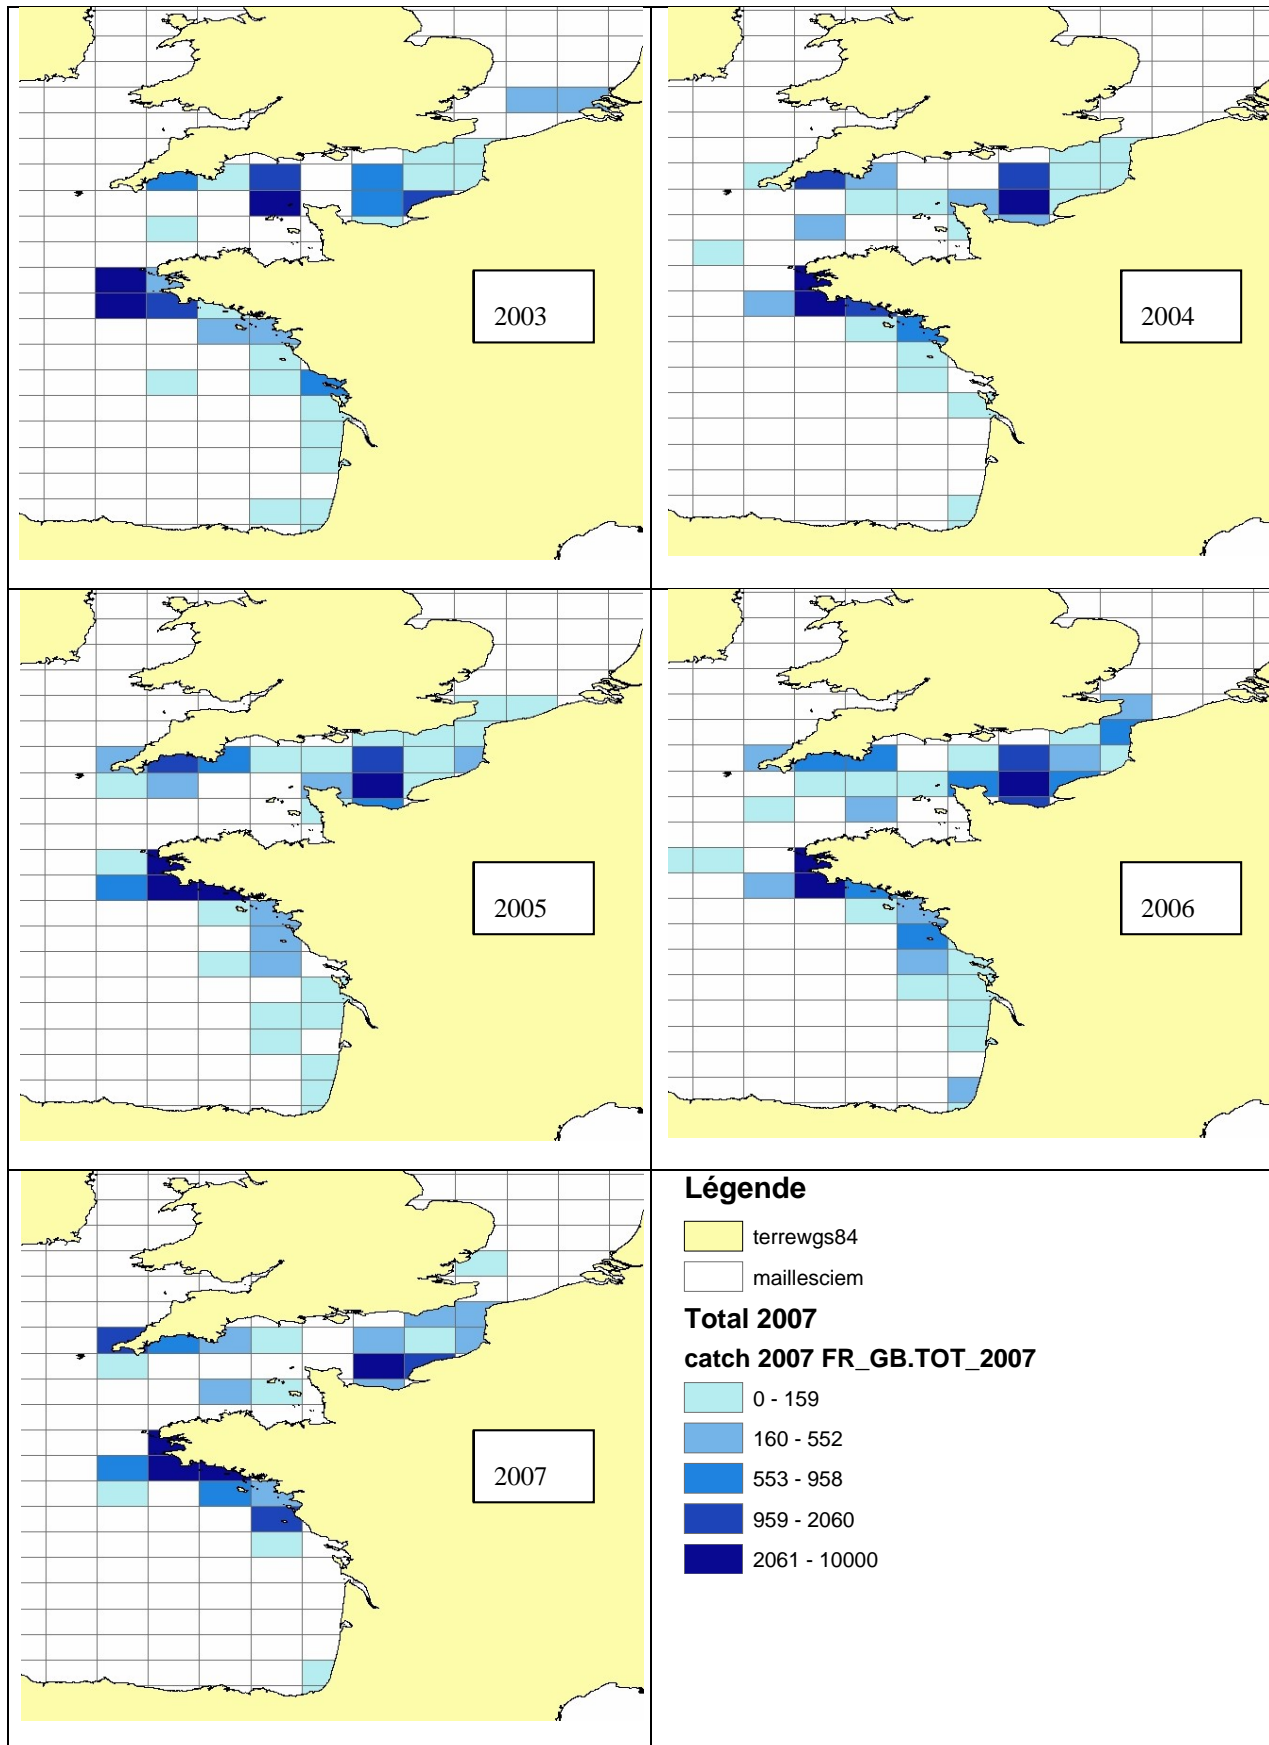 2003
2004
2005
2006
2007
Légende
terrewgs84
maillesciem
Total 2007
catch 2007 FR_GB.TOT_2007
0 - 159
160 - 552
553 - 958
959 - 2060
2061 - 10000